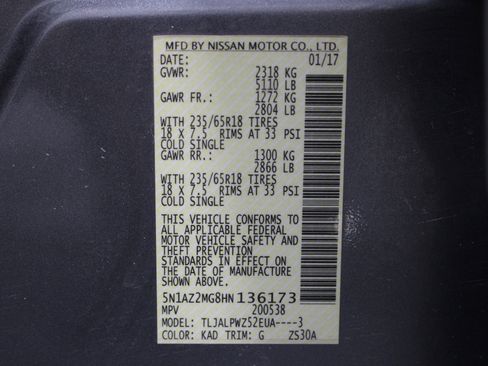 MFD BY NISSAN MOTOR CO., LTD.
DATE: 01/17
GVWR: 2318 KG
5110 LB
GAWR FR.: 1272 KG
2804 LB
WITH 235/65R18 TIRES
18 X 7.5 RIMS AT 33 PSI
COLD SINGLE
GAWR RR.: 1300 KG
2866 LB
WITH 235/65R18 TIRES
18 X 7.5 RIMS AT 33 PSI
COLD SINGLE
THIS VEHICLE CONFORMS TO
ALL APPLICABLE FEDERAL
MOTOR VEHICLE SAFETY AND
THEFT PREVENTION
STANDARDS IN EFFECT ON
THE DATE OF MANUFACTURE
SHOWN ABOVE.
5N1AZ2MG8HN136173
MPV 200538
MODEL: TLJALPWZ52EUA----3
COLOR: KAD TRIM: G ZS30A